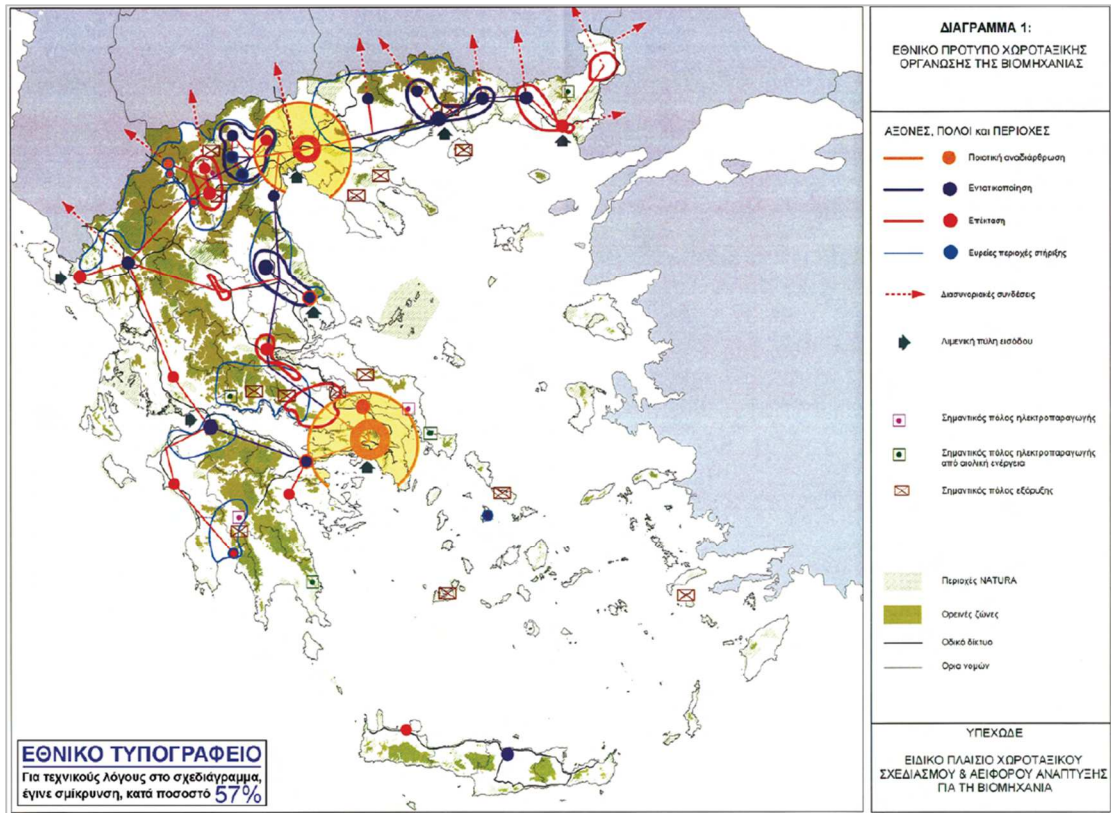 ΔΙΑΓΡΑΜΜΑ 1:
ΕΘΝΙΚΟ ΠΡΟΤΥΠΟ ΧΩΡΟΤΑΞΙΚΗΣ
ΟΡΓΑΝΩΣΗΣ ΤΗΣ ΒΙΟΜΗΧΑΝΙΑΣ
ΑΞΟΝΕΣ, ΠΟΛΟΙ και ΠΕΡΙΟΧΕΣ
Ποιοτική αναδιάρθρωση
Εντατικοποίηση
Επέκταση
Ευρείες περιοχές στήριξης
Διασυνοριακές συνδέσεις
Λιμενική πύλη εισόδου
Σημαντικός πόλος ηλεκτροπαραγωγής
Σημαντικός πόλος ηλεκτροπαραγωγής
από αιολική ενέργεια
Σημαντικός πόλος εξόρυξης
Περιοχές NATURA
Ορεινές ζώνες
Οδικό δίκτυο
Ορια νομών
ΥΠΕΧΩΔΕ
ΕΙΔΙΚΟ ΠΛΑΙΣΙΟ ΧΩΡΟΤΑΞΙΚΟΥ
ΣΧΕΔΙΑΣΜΟΥ & ΑΕΙΦΟΡΟΥ ΑΝΑΠΤΥΞΗΣ
ΓΙΑ ΤΗ ΒΙΟΜΗΧΑΝΙΑ
ΕΘΝΙΚΟ ΤΥΠΟΓΡΑΦΕΙΟ
Για τεχνικούς λόγους στο σχεδιάγραμμα,
έγινε σμίκρυνση, κατά ποσοστό 57%